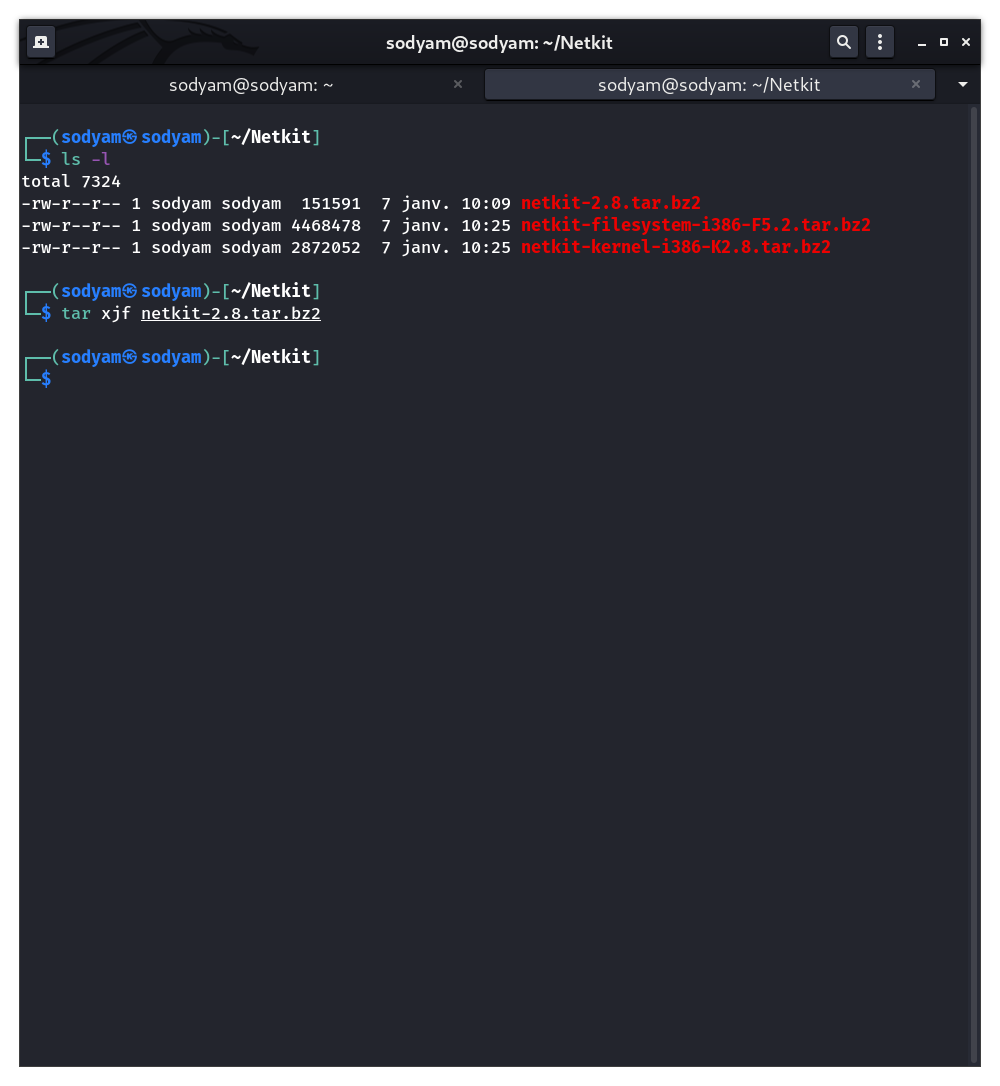 sodyam@sodyam: ~/Netkit
sodyam@sodyam: ~
sodyam@sodyam: ~/Netkit
┌──(sodyam㉿sodyam)-[~/Netkit]
└─$ ls -l
total 7324
-rw-r--r-- 1 sodyam sodyam  151591  7 janv. 10:09 netkit-2.8.tar.bz2
-rw-r--r-- 1 sodyam sodyam 4468478  7 janv. 10:25 netkit-filesystem-i386-F5.2.tar.bz2
-rw-r--r-- 1 sodyam sodyam 2872052  7 janv. 10:25 netkit-kernel-i386-K2.8.tar.bz2
┌──(sodyam㉿sodyam)-[~/Netkit]
└─$ tar xjf netkit-2.8.tar.bz2
┌──(sodyam㉿sodyam)-[~/Netkit]
└─$